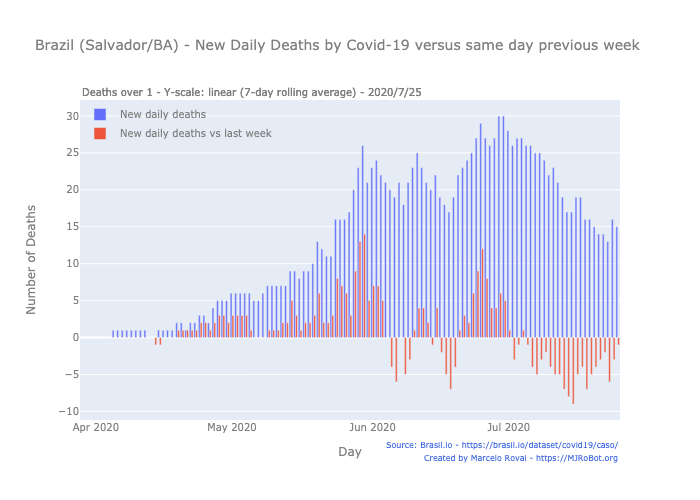 Brazil (Salvador/BA) - New Daily Deaths by Covid-19 versus same day previous week
Deaths over 1 - Y-scale: linear (7-day rolling average) - 2020/7/25
New daily deaths
New daily deaths vs last week
Number of Deaths
30
25
20
15
10
5
0
−5
−10
Apr 2020
May 2020
Jun 2020
Jul 2020
Day
Source: Brasil.io - https://brasil.io/dataset/covid19/caso/
Created by Marcelo Rovai - https://MJRoBot.org